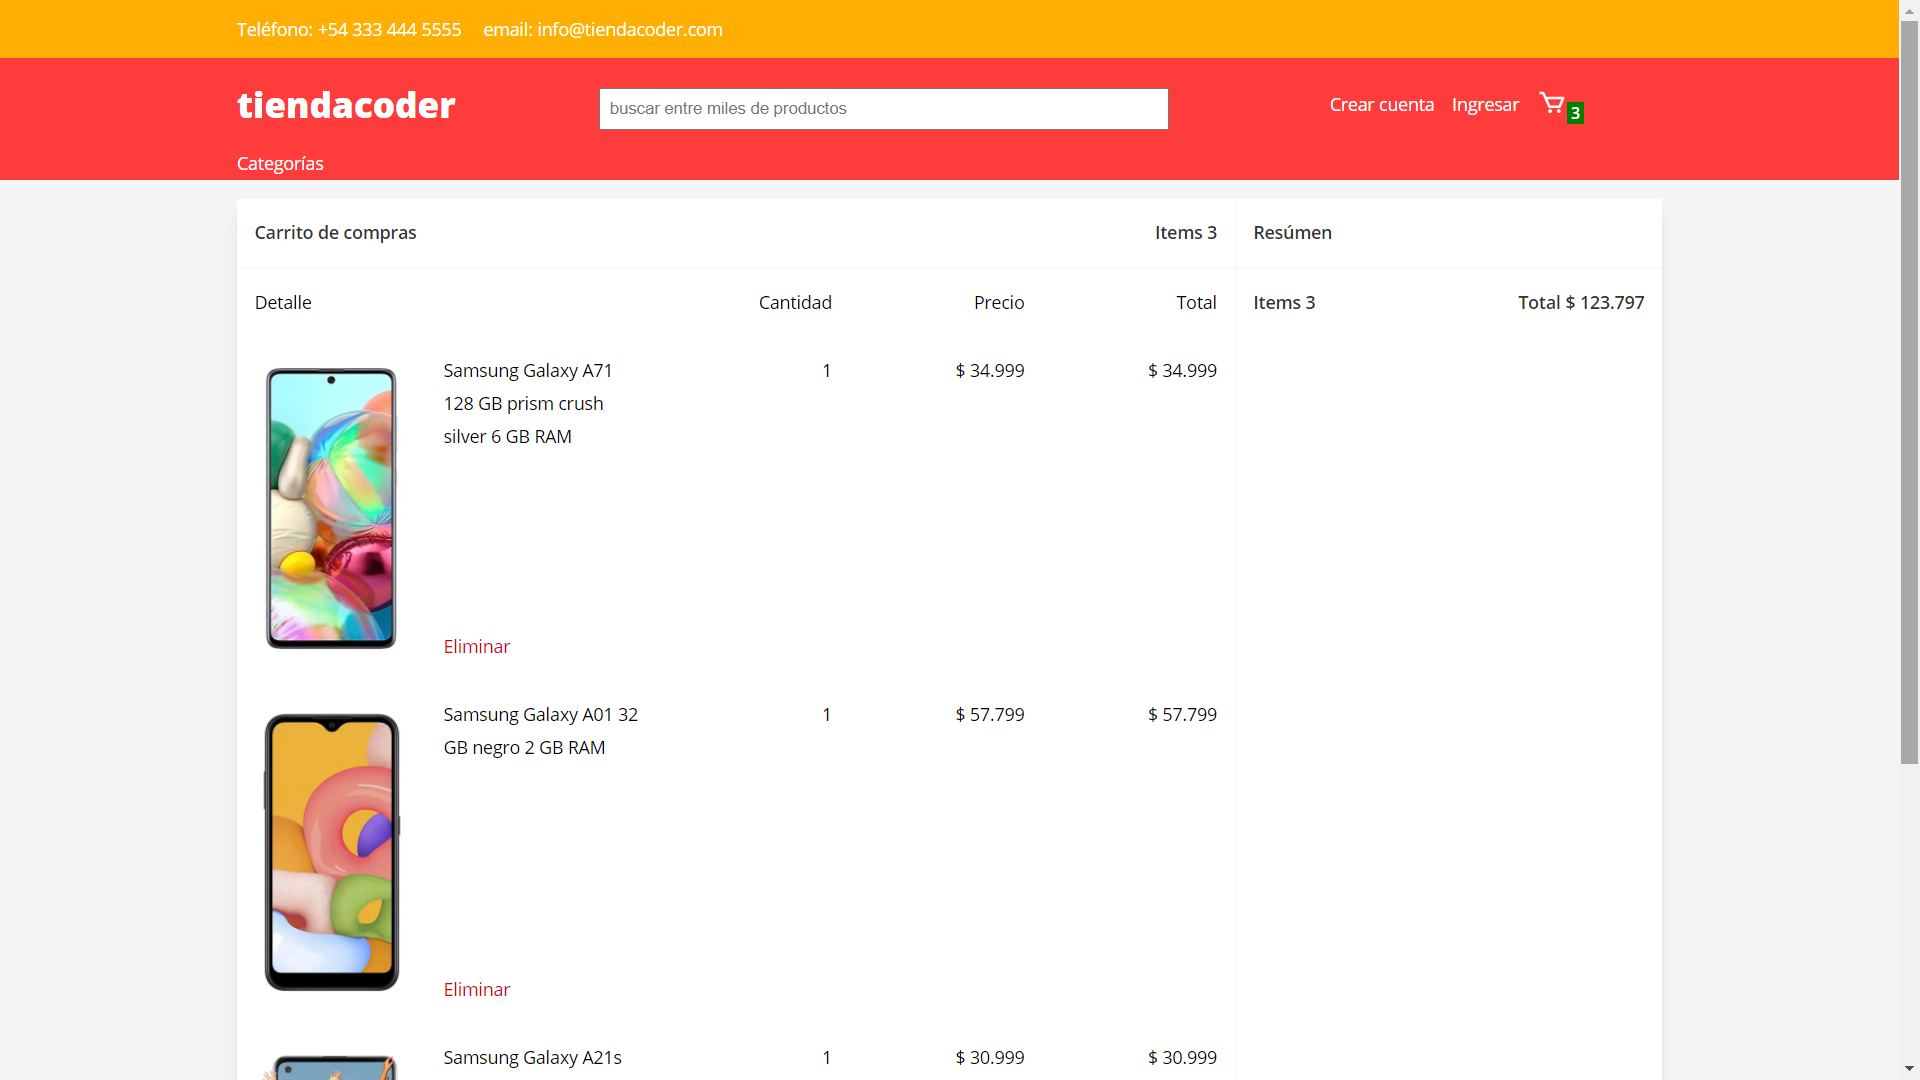 Teléfono: +54 333 444 5555 email: info@tiendacoder.com
tiendacoder
buscar entre miles de productos
Crear cuenta Ingresar 3
Categorías
Carrito de compras Items 3
Resúmen
Detalle Cantidad Precio Total
Items 3 Total $ 123.797
Samsung Galaxy A71 1 $ 34.999 $ 34.999
128 GB prism crush
silver 6 GB RAM
Eliminar
Samsung Galaxy A01 32 1 $ 57.799 $ 57.799
GB negro 2 GB RAM
Eliminar
Samsung Galaxy A21s 1 $ 30.999 $ 30.999